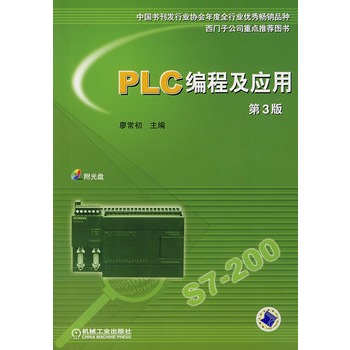 中国书刊发行业协会年度全行业优秀畅销品种
西门子公司重点推荐图书
PLC 编程及应用
第3版
廖常初 主编
附光盘
S7-200
机械工业出版社
CHINA MACHINE PRESS